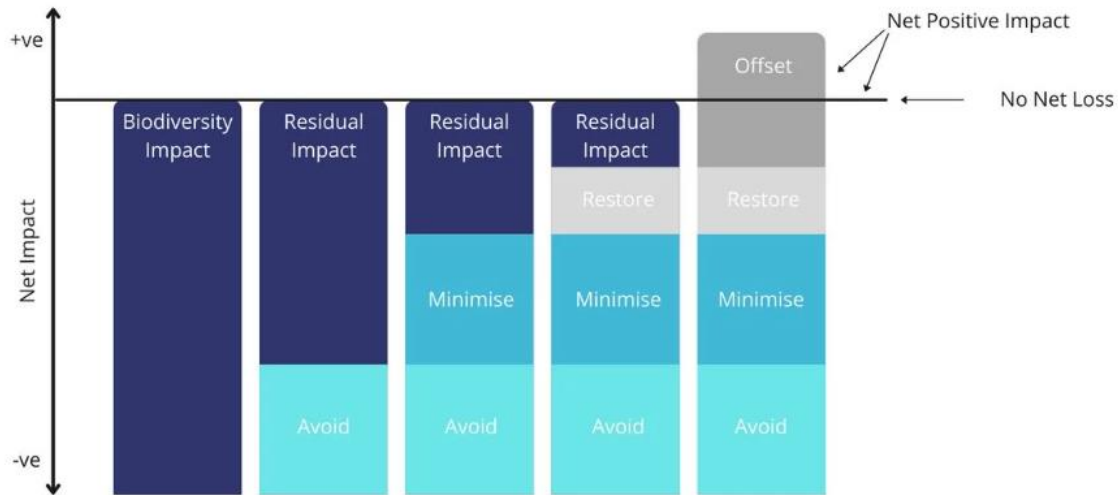 +ve
Net Positive Impact
Offset
No Net Loss
Biodiversity
Impact
Residual
Impact
Residual
Impact
Residual
Impact
Restore
Restore
Net Impact
Minimise
Minimise
Minimise
Avoid
Avoid
Avoid
Avoid
-ve